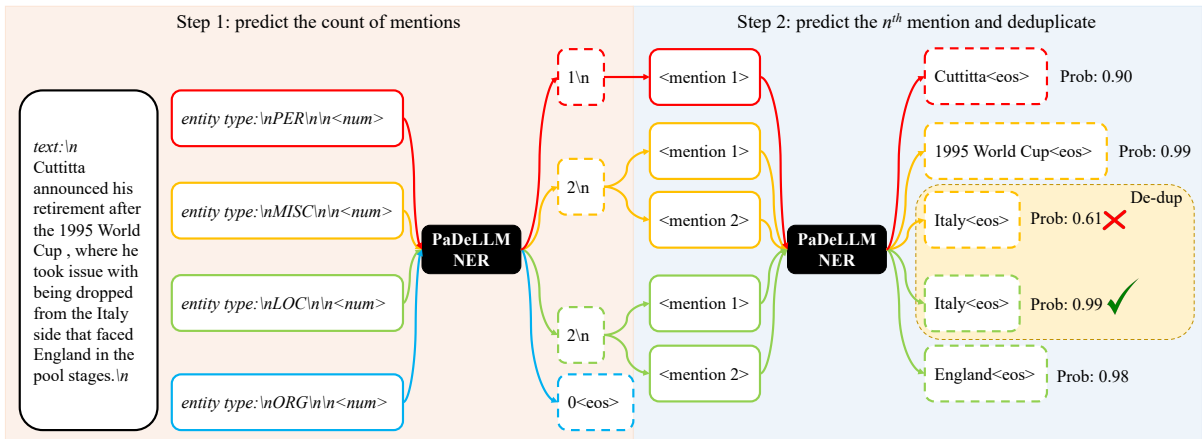 Step 1: predict the count of mentions
Step 2: predict the nth mention and deduplicate
text:\n
Cuttitta
announced his
retirement after
the 1995 World
Cup , where he
took issue with
being dropped
from the Italy
side that faced
England in the
pool stages.\n
entity type:\nPER\n\n<num>
entity type:\nMISC\n\n<num>
entity type:\nLOC\n\n<num>
entity type:\nORG\n\n<num>
PaDeLLM
NER
1\n
2\n
2\n
0<eos>
<mention 1>
<mention 1>
<mention 2>
<mention 1>
<mention 2>
PaDeLLM
NER
Cuttitta<eos>
Prob: 0.90
1995 World Cup<eos>
Prob: 0.99
De-dup
Italy<eos>
Prob: 0.61
Italy<eos>
Prob: 0.99
England<eos>
Prob: 0.98